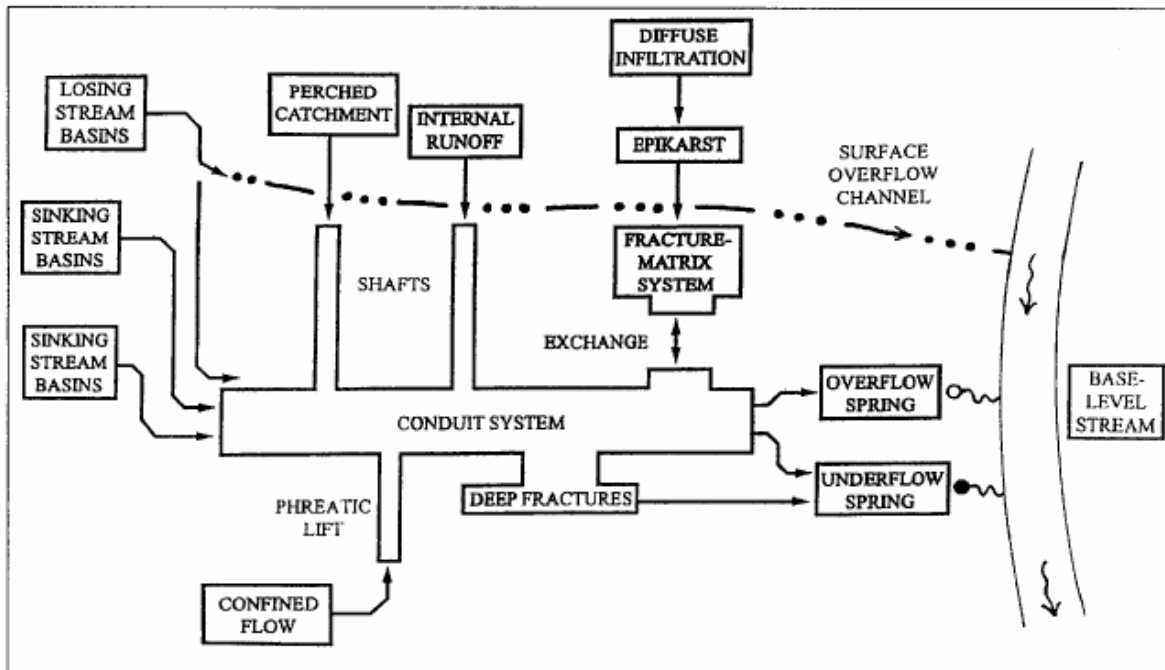 DIFFUSE
INFILTRATION
LOSING
STREAM
BASINS
PERCHED
CATCHMENT
INTERNAL
RUNOFF
EPIKARST
SURFACE
OVERFLOW
CHANNEL
SINKING
STREAM
BASINS
SHAFTS
FRACTURE-
MATRIX
SYSTEM
EXCHANGE
SINKING
STREAM
BASINS
CONDUIT SYSTEM
OVERFLOW
SPRING
BASE-
LEVEL
STREAM
PHREATIC
LIFT
DEEP FRACTURES
UNDERFLOW
SPRING
CONFINED
FLOW